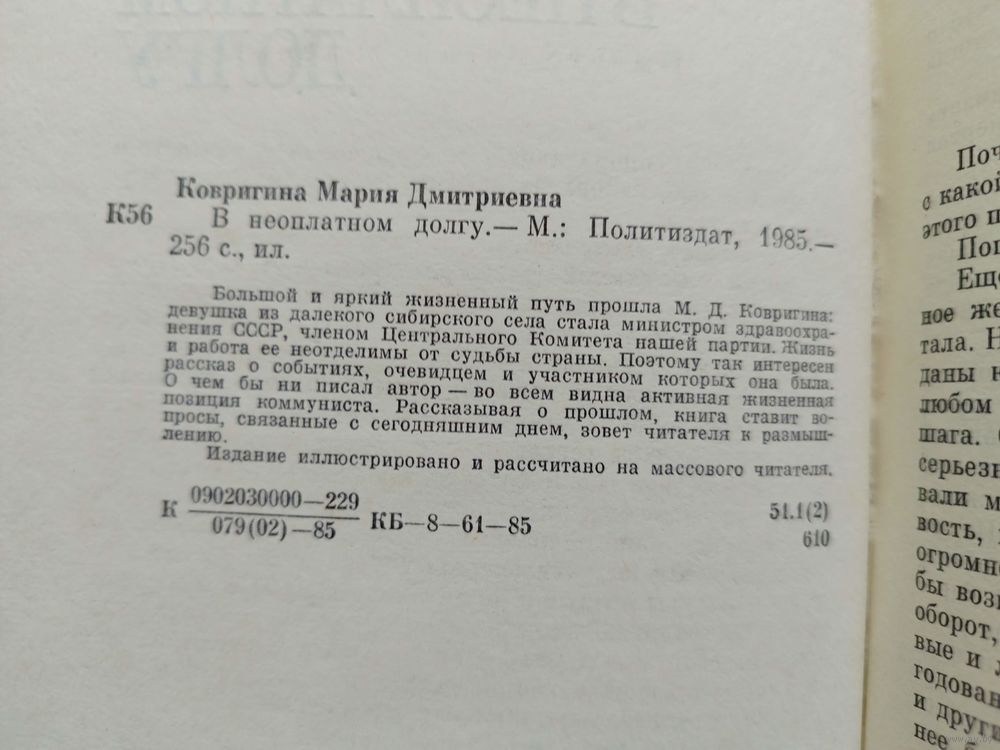 Ковригина Мария Дмитриевна
К56
В неоплатном долгу.— М.: Политиздат, 1985.—
256 с., ил.
Большой и яркий жизненный путь прошла М. Д. Ковригина:
девушка из далекого сибирского села стала министром здравоохра-
нения СССР, членом Центрального Комитета нашей партии. Жизнь
и работа ее неотделимы от судьбы страны. Поэтому так интересен
рассказ о событиях, очевидцем и участником которых она была.
О чем бы ни писал автор — во всем видна активная жизненная
позиция коммуниста. Рассказывая о прошлом, книга ставит во-
просы, связанные с сегодняшним днем, зовет читателя к размыш-
лению.
Издание иллюстрировано и рассчитано на массового читателя.
К 0902030000—229
079(02)—85
КБ—8—61—85
51.1(2)
610
Поч
с какой
этого п
Еще
ное же
тала. Н
даны н
любом
шага.
серьезн
вали м
вость,
огромн
бы возн
оборот,
вые и
годован
и други
нее